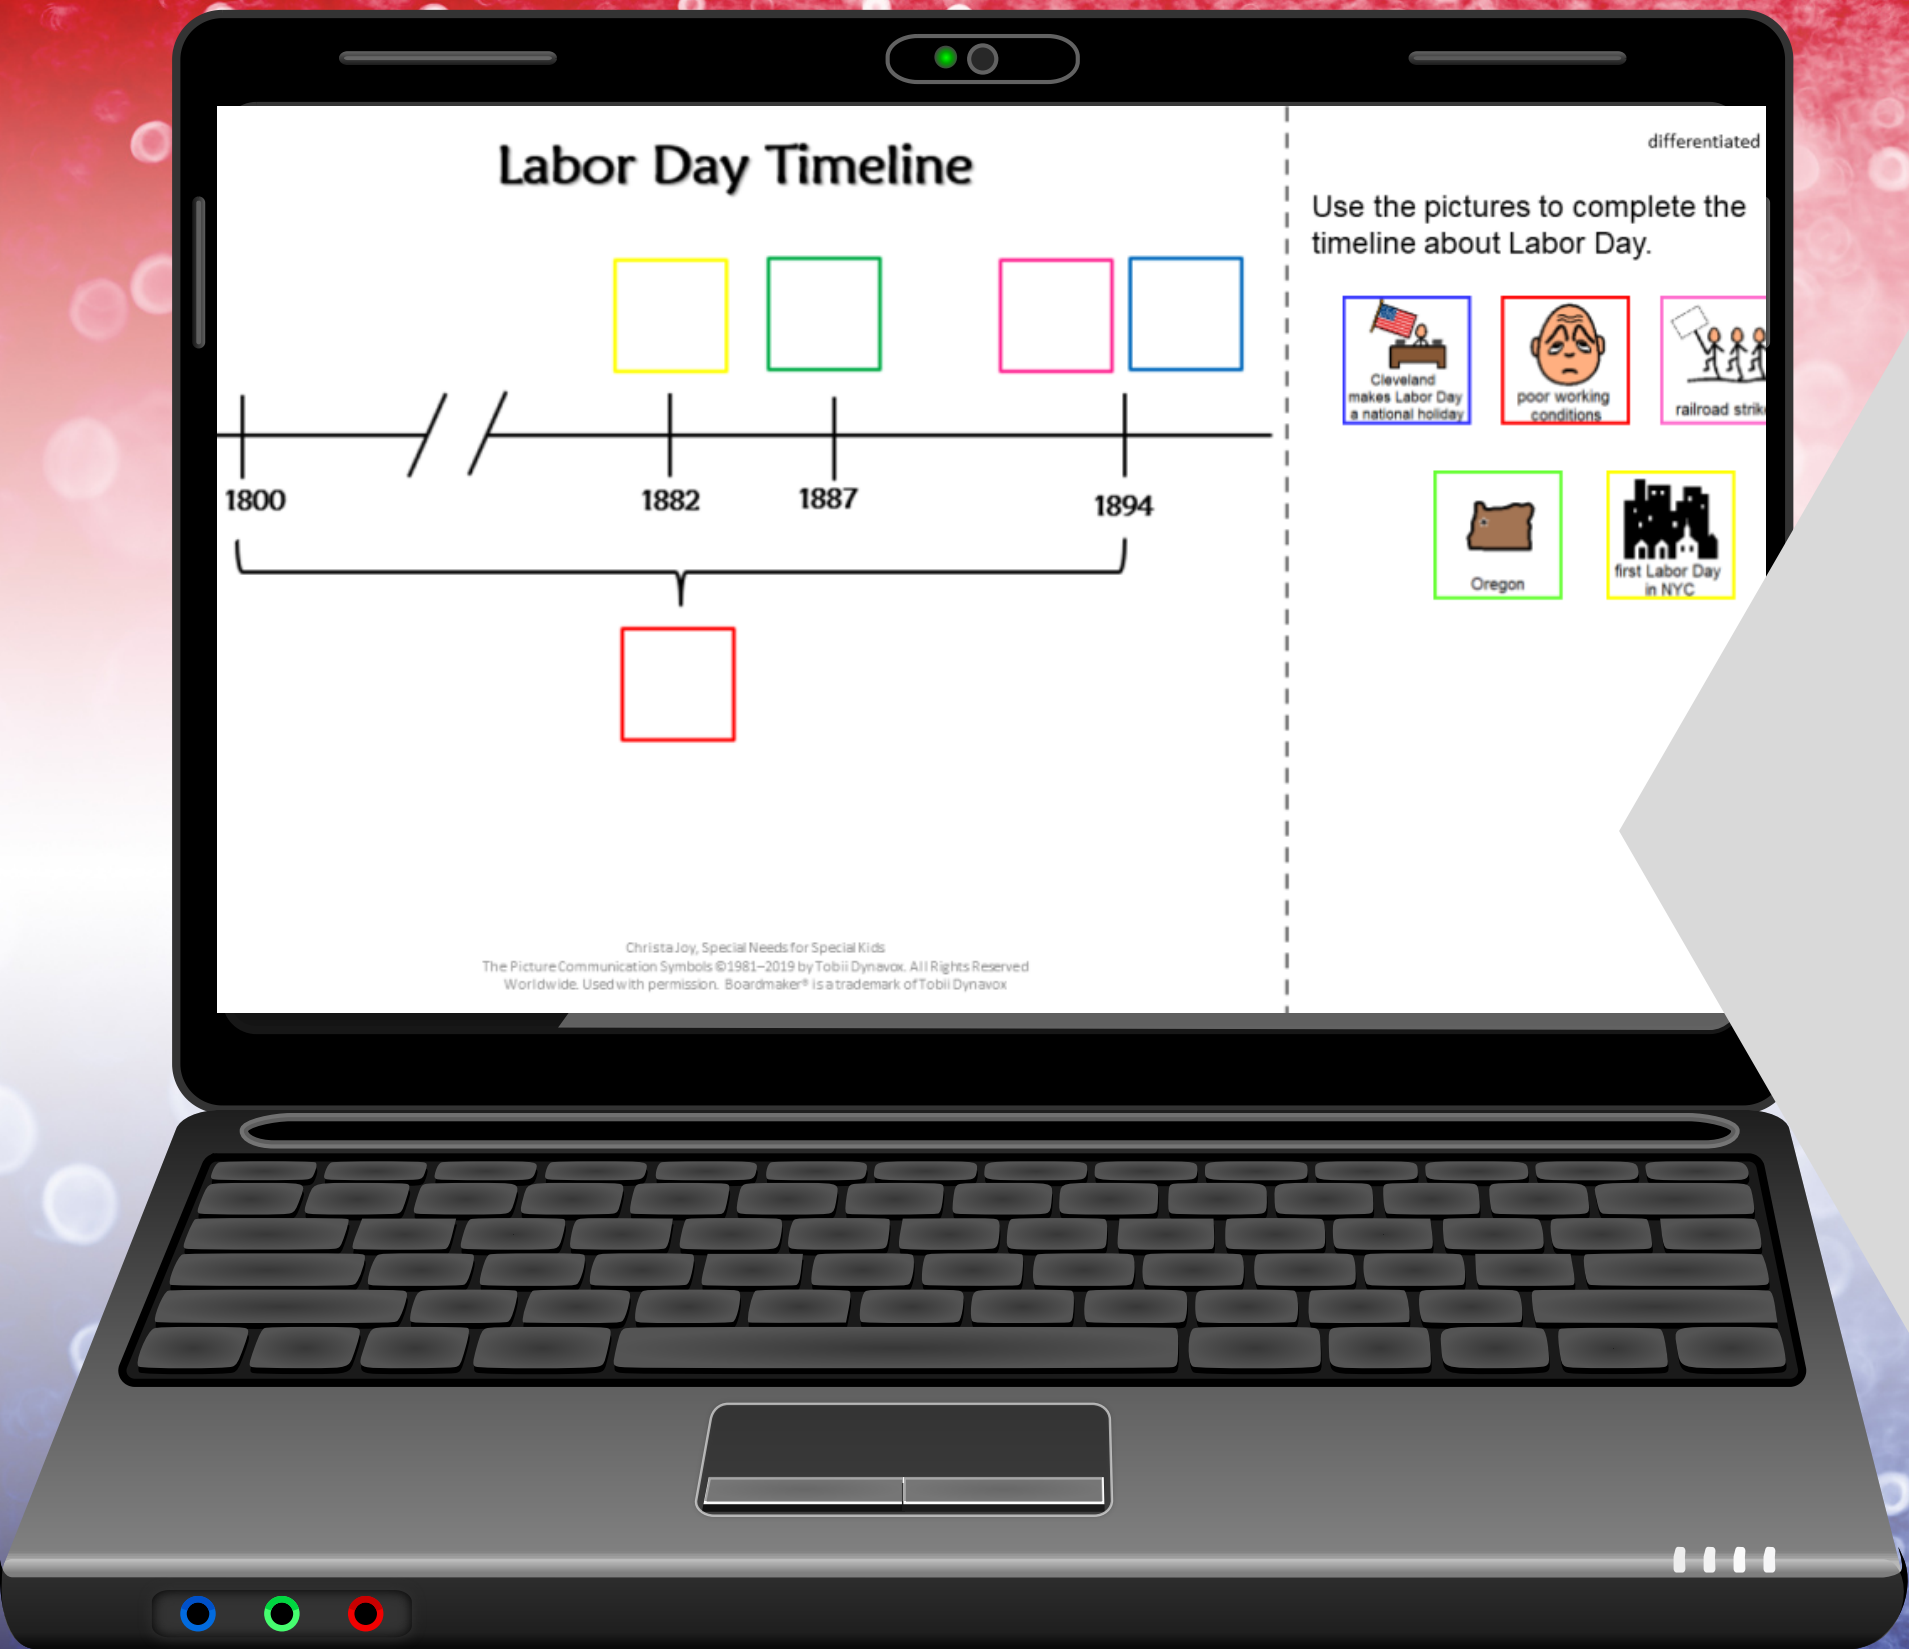 Labor Day Timeline
1800
1882
1887
1894
Christa Joy, Special Needs for Special Kids
The Picture Communication Symbols ©1981–2019 by Tobii Dynavox. All Rights Reserved
Worldwide. Used with permission. Boardmaker® is a trademark of Tobii Dynavox
differentiated
Use the pictures to complete the
timeline about Labor Day.
Cleveland
makes Labor Day
a national holiday
poor working
conditions
railroad strik
Oregon
first Labor Day
in NYC